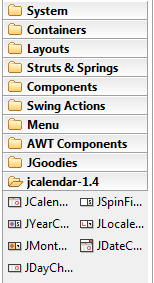 System
Containers
Layouts
Struts & Springs
Components
Swing Actions
Menu
AWT Components
JGoodies
jcalendar-1.4
JCalen... JSpinFi...
JYearC... JLocale...
JMont... JDateC...
JDayCh...